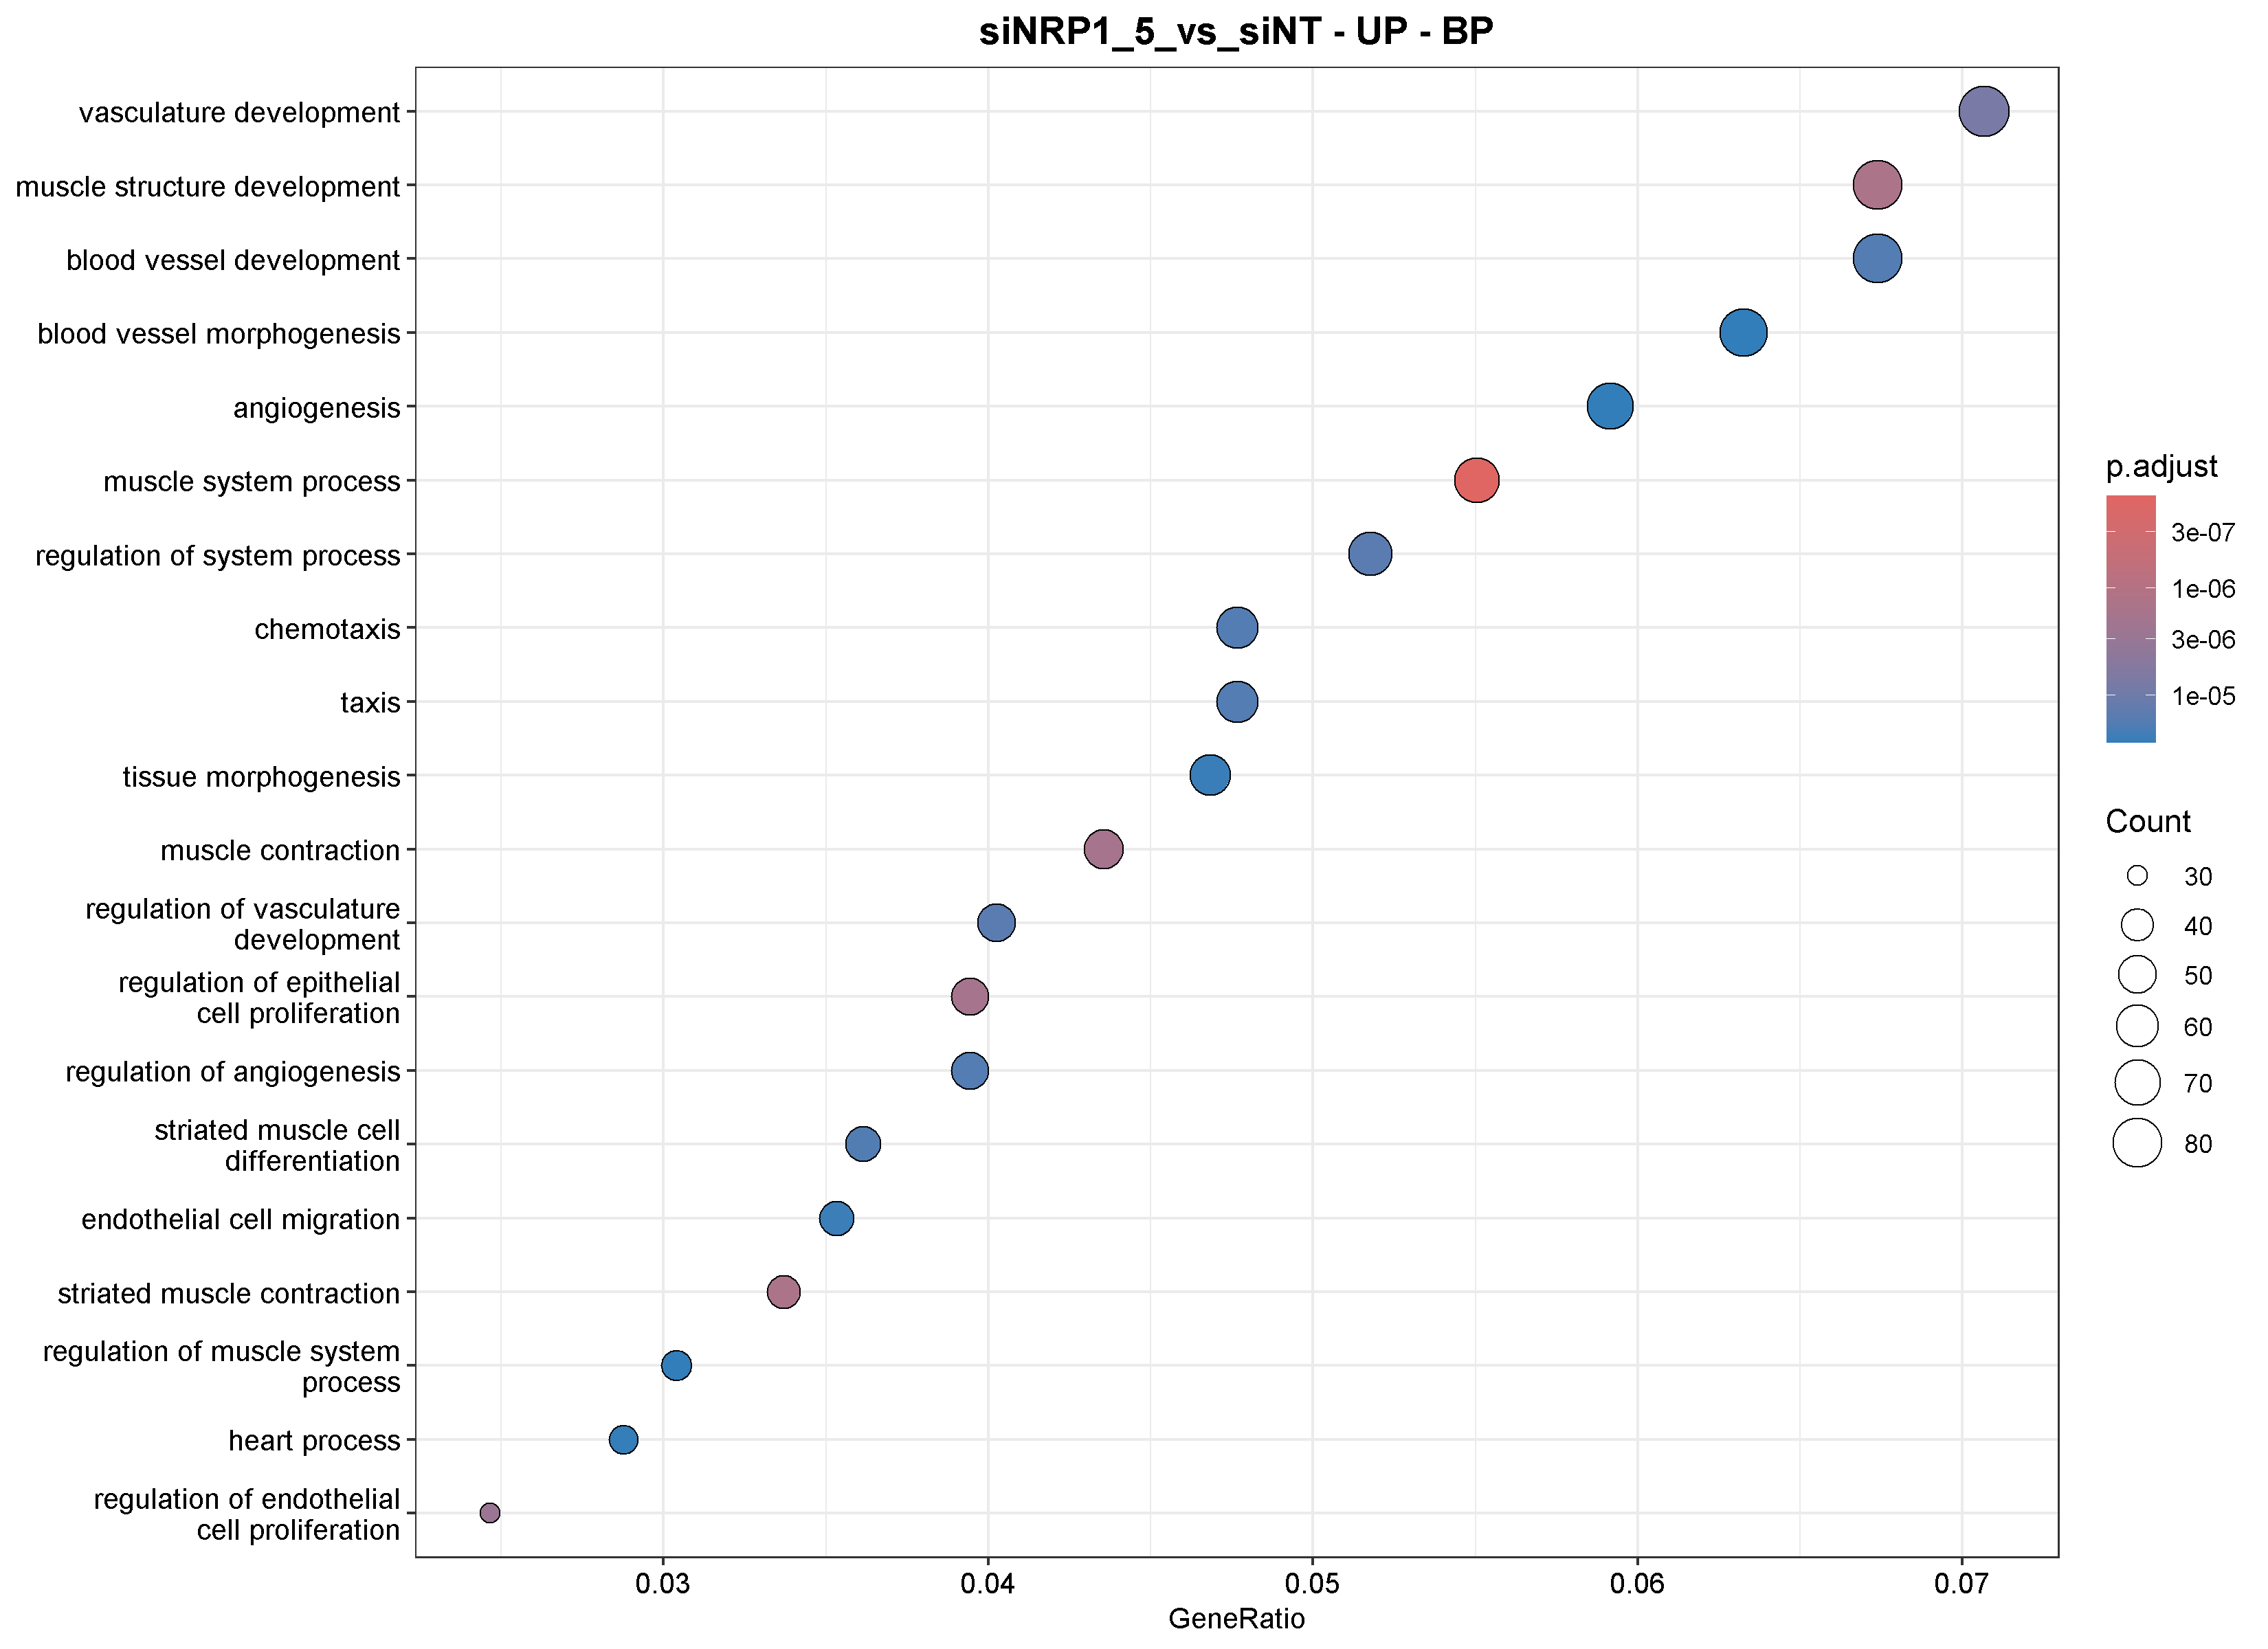 siNRP1_5_vs_siNT - UP - BP
vasculature development
muscle structure development
blood vessel development
blood vessel morphogenesis
angiogenesis
muscle system process
regulation of system process
chemotaxis
taxis
tissue morphogenesis
muscle contraction
regulation of vasculature
development
regulation of epithelial
cell proliferation
regulation of angiogenesis
striated muscle cell
differentiation
endothelial cell migration
striated muscle contraction
regulation of muscle system
process
heart process
regulation of endothelial
cell proliferation
0.03
0.04
0.05
0.06
0.07
GeneRatio
p.adjust
3e-07
1e-06
3e-06
1e-05
Count
30
40
50
60
70
80